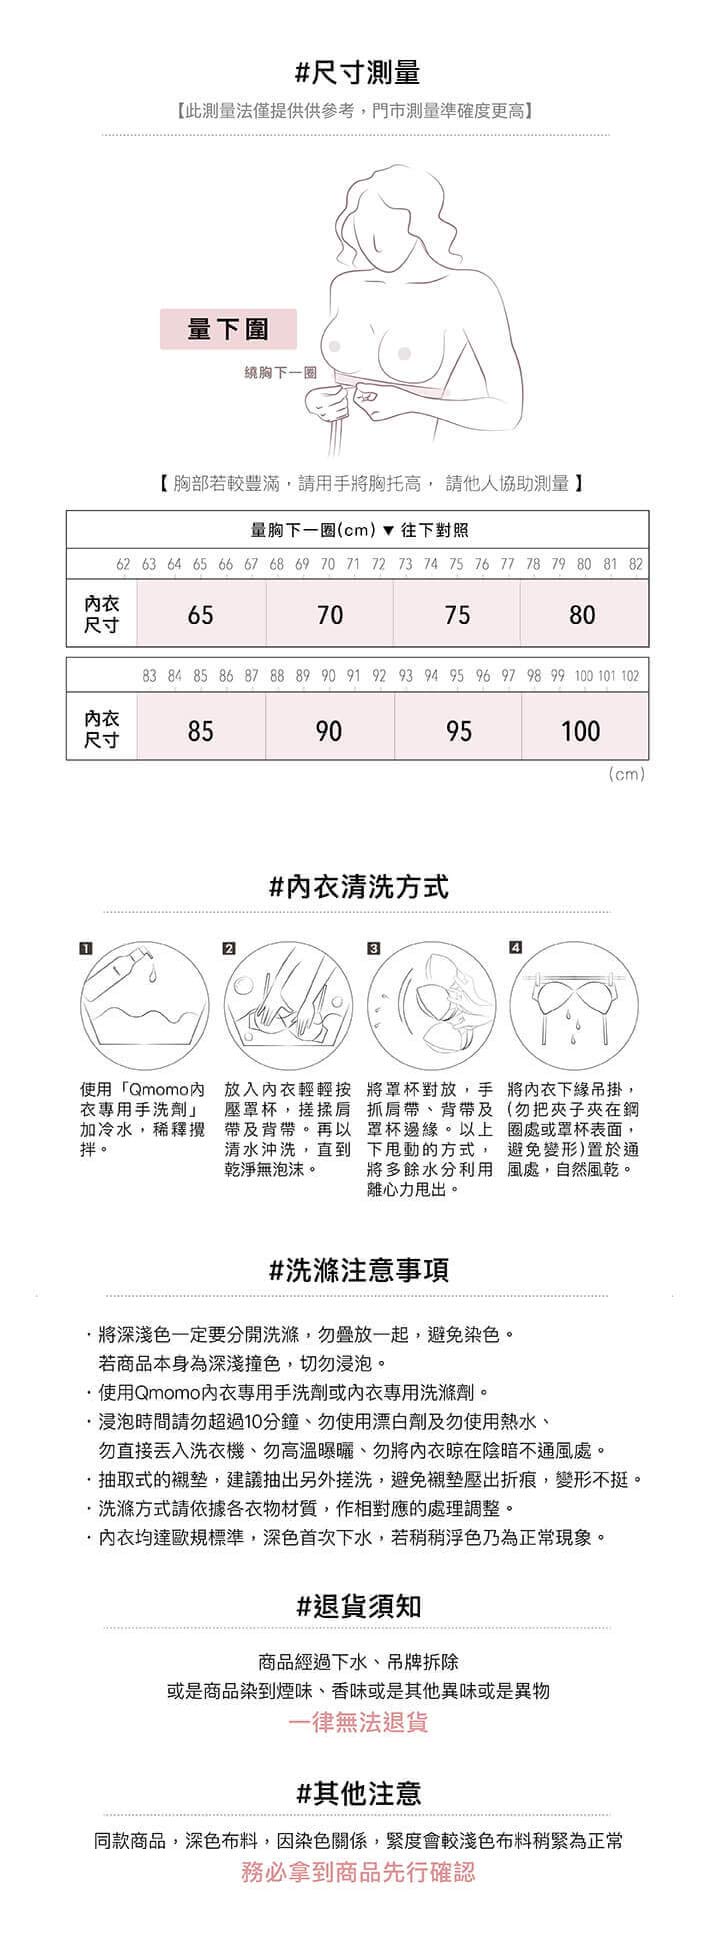 #尺寸測量
【此測量法僅提供供參考，門市測量準確度更高】
量下圍
繞胸下一圈
【 胸部若較豐滿，請用手將胸托高， 請他人協助測量 】
量胸下一圈(cm) ▼ 往下對照
62 63 64 65 66 67 68 69 70 71 72 73 74 75 76 77 78 79 80 81 82
內衣
尺寸
65 70 75 80
83 84 85 86 87 88 89 90 91 92 93 94 95 96 97 98 99 100 101 102
內衣
尺寸
85 90 95 100
(cm)
#內衣清洗方式
1
使用「Qmomo內
衣專用手洗劑」
加冷水，稀釋攪
拌。
2
放入內衣輕輕按
壓罩杯，搓揉肩
帶及背帶。再以
清水沖洗，直到
乾淨無泡沫。
3
將罩杯對放，手
抓肩帶、背帶及
罩杯邊緣。以上
下甩動的方式，
將多餘水分利用
離心力甩出。
4
將內衣下緣吊掛，
(勿把夾子夾在鋼
圈處或罩杯表面，
避免變形)置於通
風處，自然風乾。
#洗滌注意事項
·將深淺色一定要分開洗滌，勿疊放一起，避免染色。
若商品本身為深淺撞色，切勿浸泡。
·使用Qmomo內衣專用手洗劑或內衣專用洗滌劑。
·浸泡時間請勿超過10分鐘、勿使用漂白劑及勿使用熱水、
勿直接丟入洗衣機、勿高溫曝曬、勿將內衣晾在陰暗不通風處。
·抽取式的襯墊，建議抽出另外搓洗，避免襯墊壓出折痕，變形不挺。
·洗滌方式請依據各衣物材質，作相對應的處理調整。
·內衣均達歐規標準，深色首次下水，若稍稍浮色乃為正常現象。
#退貨須知
商品經過下水、吊牌拆除
或是商品染到煙味、香味或是其他異味或是異物
一律無法退貨
#其他注意
同款商品，深色布料，因染色關係，緊度會較淺色布料稍緊為正常
務必拿到商品先行確認